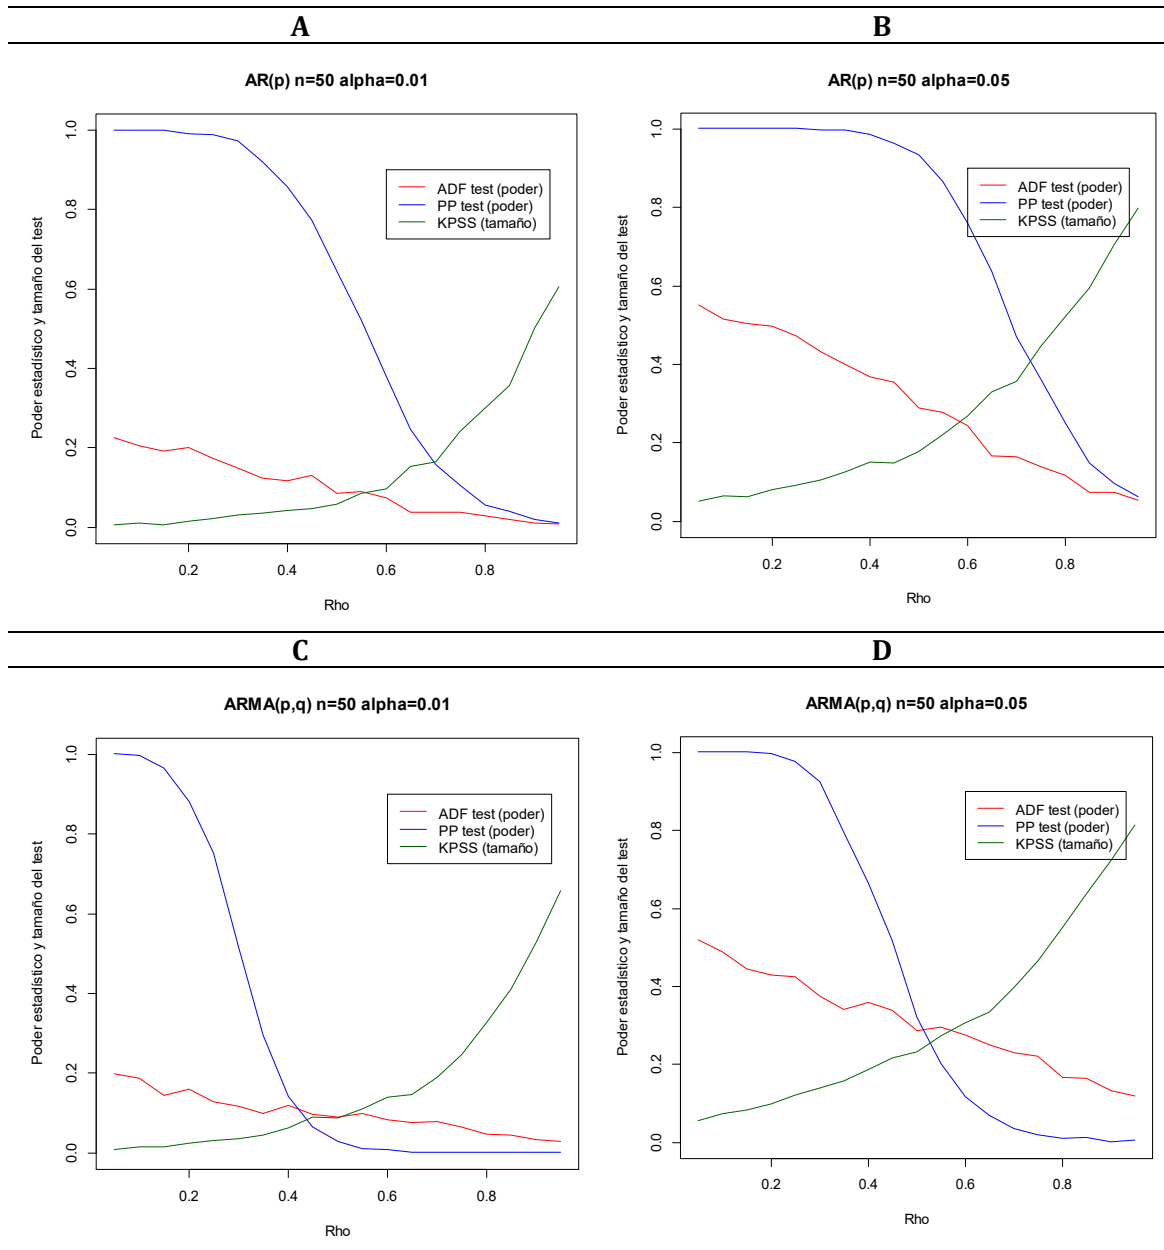 A
B
AR(p) n=50 alpha=0.01
Poder estadístico y tamaño del test
1.0
0.8
0.6
0.4
0.2
0.0
ADF test (poder)
PP test (poder)
KPSS (tamaño)
0.2 0.4 0.6 0.8
Rho
AR(p) n=50 alpha=0.05
Poder estadístico y tamaño del test
1.0
0.8
0.6
0.4
0.2
0.0
ADF test (poder)
PP test (poder)
KPSS (tamaño)
0.2 0.4 0.6 0.8
Rho
C
D
ARMA(p,q) n=50 alpha=0.01
Poder estadístico y tamaño del test
1.0
0.8
0.6
0.4
0.2
0.0
ADF test (poder)
PP test (poder)
KPSS (tamaño)
0.2 0.4 0.6 0.8
Rho
ARMA(p,q) n=50 alpha=0.05
Poder estadístico y tamaño del test
1.0
0.8
0.6
0.4
0.2
0.0
ADF test (poder)
PP test (poder)
KPSS (tamaño)
0.2 0.4 0.6 0.8
Rho